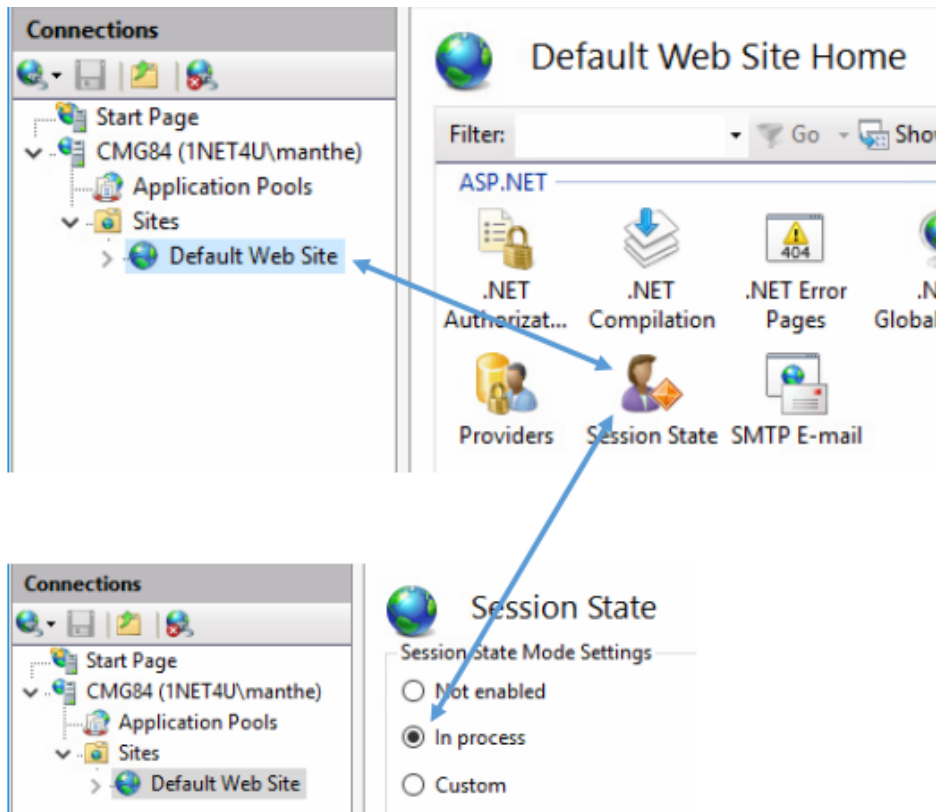 Connections
Start Page
CMG84 (1NET4U\manthe)
Application Pools
Sites
Default Web Site
Default Web Site Home
Filter:
Go
Show
ASP.NET
.NET
Authorizat...
.NET
Compilation
404
.NET Error
Pages
.N
Global
Providers
Session State
SMTP E-mail
Connections
Start Page
CMG84 (1NET4U\manthe)
Application Pools
Sites
Default Web Site
Session State
Session State Mode Settings
Not enabled
In process
Custom